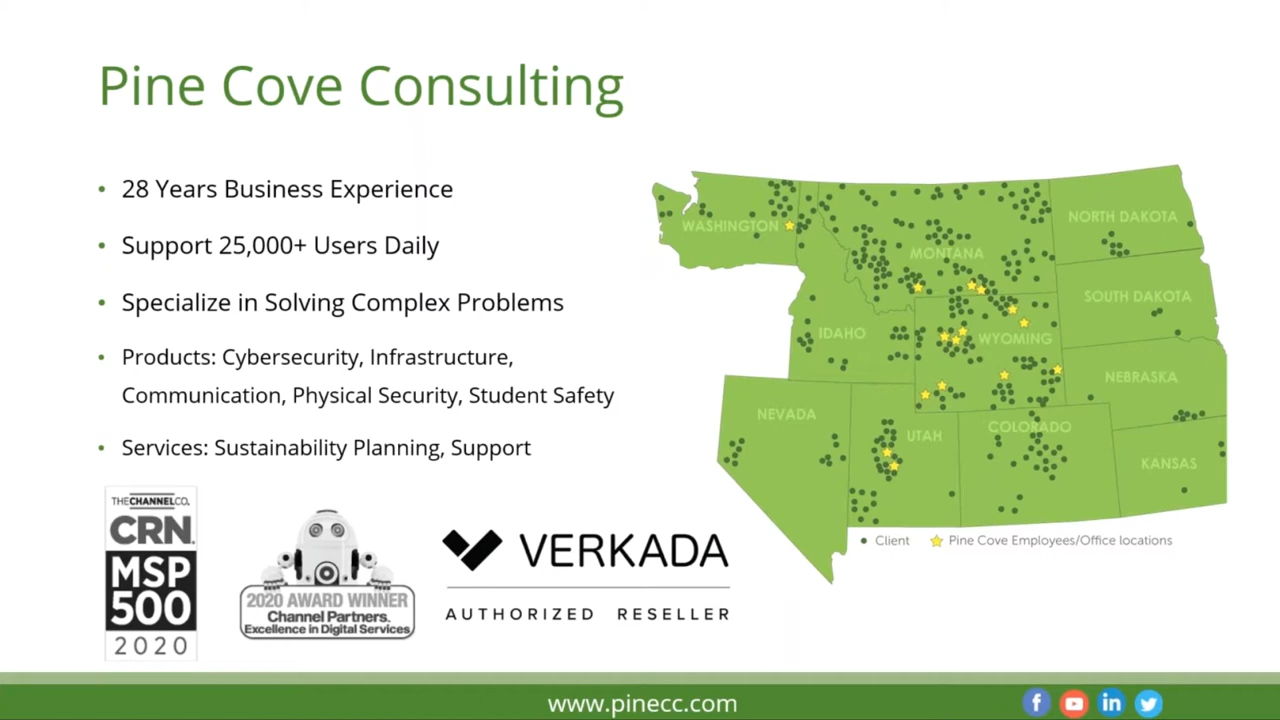 Pine Cove Consulting
• 28 Years Business Experience
• Support 25,000+ Users Daily
• Specialize in Solving Complex Problems
• Products: Cybersecurity, Infrastructure,
Communication, Physical Security, Student Safety
• Services: Sustainability Planning, Support
WASHINGTON
MONTANA
NORTH DAKOTA
SOUTH DAKOTA
IDAHO
WYOMING
NEBRASKA
NEVADA
UTAH
COLORADO
KANSAS
Client
Pine Cove Employees/Office locations
THECHANNELCO.
CRN.
MSP
500
2020
2020 AWARD WINNER
Channel Partners.
Excellence in Digital Services
VERKADA
AUTHORIZED RESELLER
www.pinecc.com
f
in